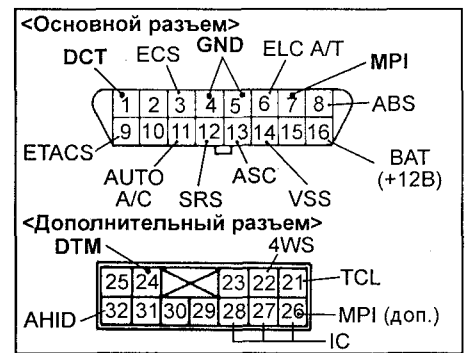 <Основной разъем>
DCT ECS GND ELC A/T MPI
1 2 3 4 5 6 7 8 ABS
9 10 11 12 13 14 15 16
ETACS AUTO A/C SRS ASC VSS BAT (+12В)
<Дополнительный разъем>
DTM 4WS
25 24 23 22 21 TCL
AHID 32 31 30 29 28 27 26 MPI (доп.)
IC